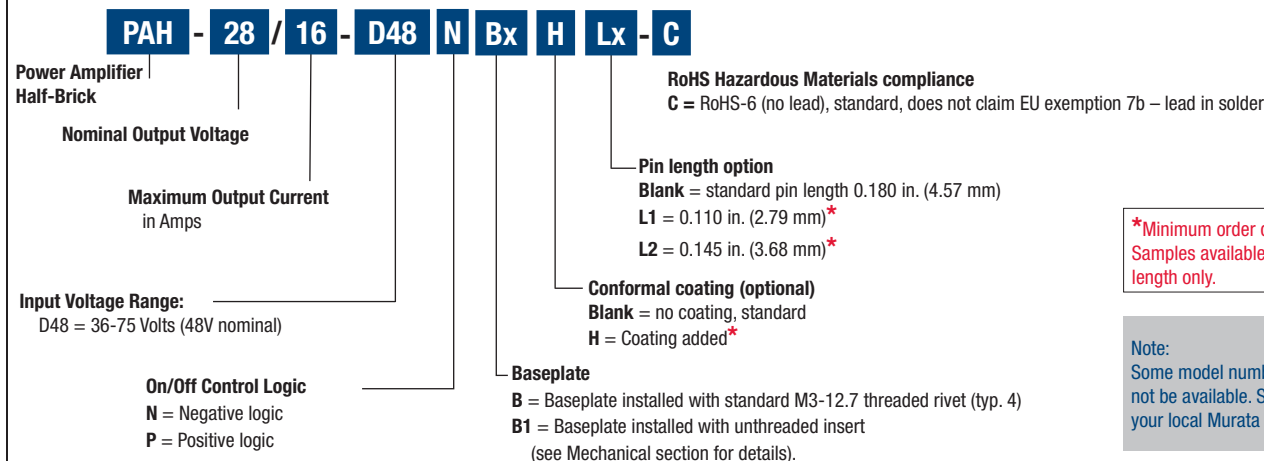 PAH - 28 / 16 - D48 N Bx H Lx - C
Power Amplifier
Half-Brick
Nominal Output Voltage
Maximum Output Current
in Amps
Input Voltage Range:
D48 = 36-75 Volts (48V nominal)
On/Off Control Logic
N = Negative logic
P = Positive logic
RoHS Hazardous Materials compliance
C = RoHS-6 (no lead), standard, does not claim EU exemption 7b – lead in solder
Pin length option
Blank = standard pin length 0.180 in. (4.57 mm)
L1 = 0.110 in. (2.79 mm)*
L2 = 0.145 in. (3.68 mm)*
Conformal coating (optional)
Blank = no coating, standard
H = Coating added*
Baseplate
B = Baseplate installed with standard M3-12.7 threaded rivet (typ. 4)
B1 = Baseplate installed with unthreaded insert
(see Mechanical section for details).
*Minimum order
Samples available
length only.
Note:
Some model
not be available.
your local Murata